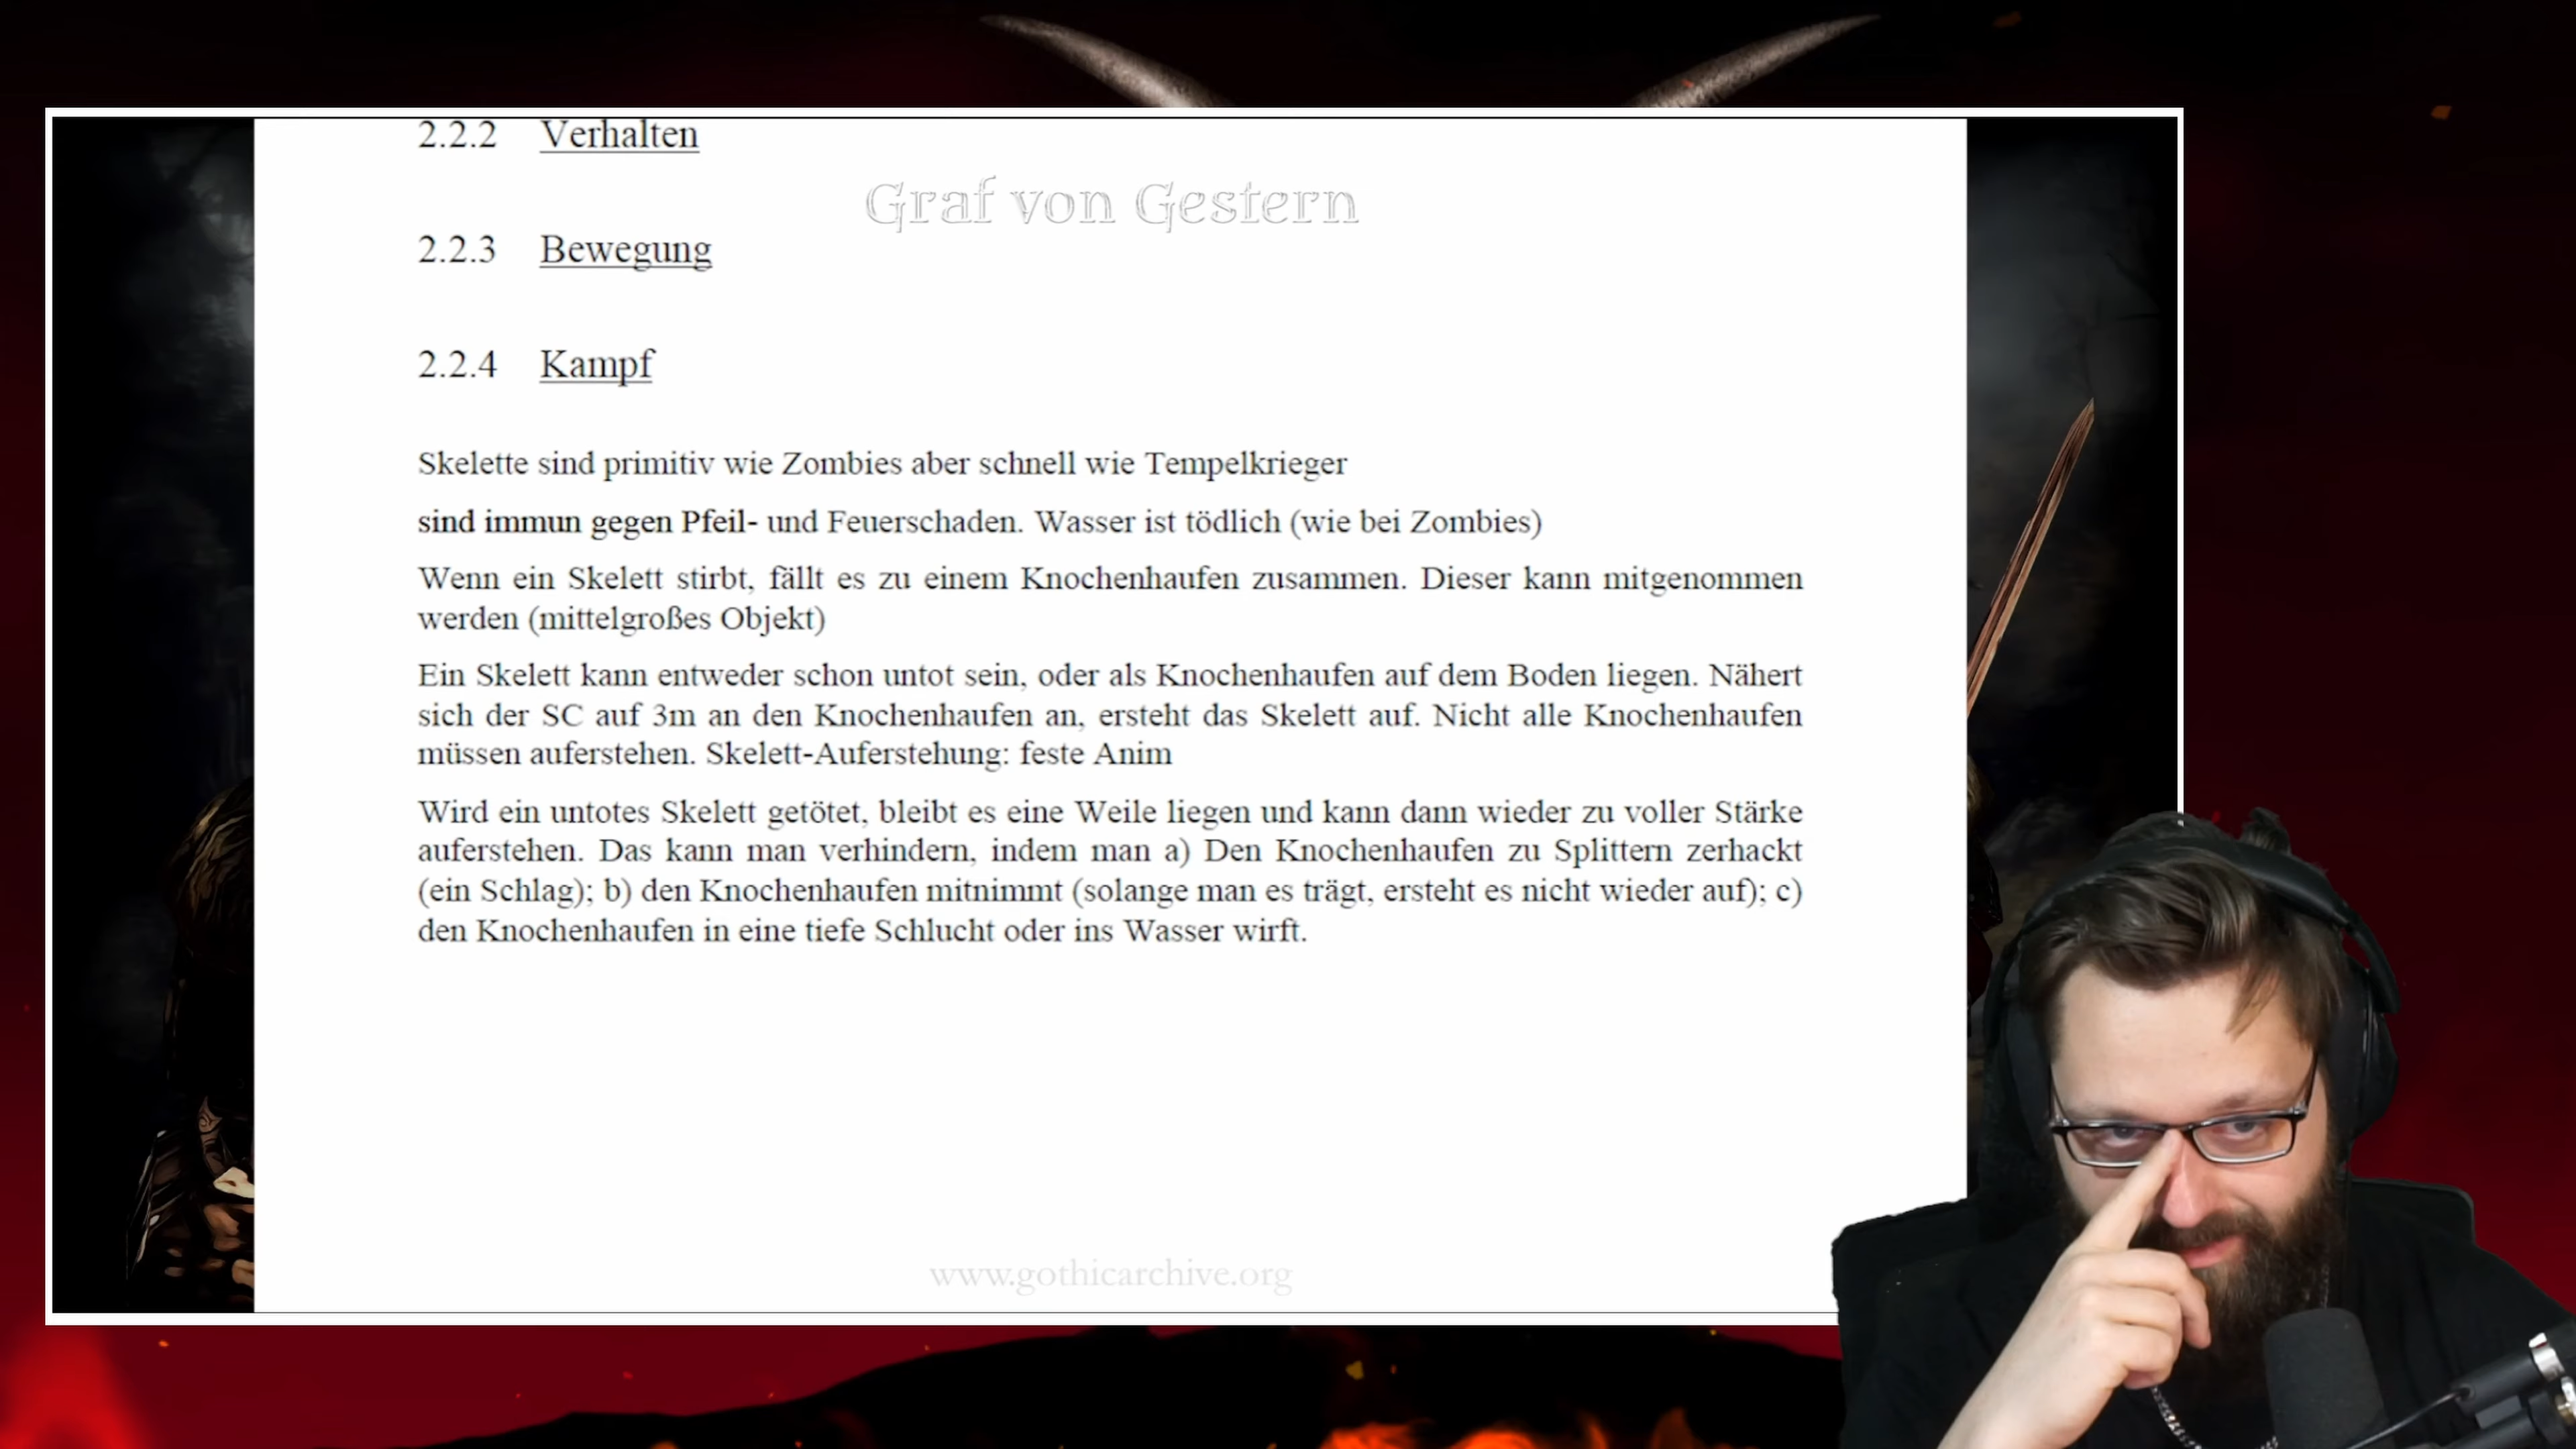 2.2.2 Verhalten
Graf von Gestern
2.2.3 Bewegung
2.2.4 Kampf
Skelette sind primitiv wie Zombies aber schnell wie Tempelkrieger
sind immun gegen Pfeil- und Feuerschaden. Wasser ist tödlich (wie bei Zombies)
Wenn ein Skelett stirbt, fällt es zu einem Knochenhaufen zusammen. Dieser kann mitgenommen
werden (mittelgroßes Objekt)
Ein Skelett kann entweder schon untot sein, oder als Knochenhaufen auf dem Boden liegen. Nähert
sich der SC auf 3m an den Knochenhaufen an, ersteht das Skelett auf. Nicht alle Knochenhaufen
müssen auferstehen. Skelett-Auferstehung: feste Anim
Wird ein untotes Skelett getötet, bleibt es eine Weile liegen und kann dann wieder zu voller Stärke
auferstehen. Das kann man verhindern, indem man a) Den Knochenhaufen zu Splittern zerhackt
(ein Schlag); b) den Knochenhaufen mitnimmt (solange man es trägt, ersteht es nicht wieder auf); c)
den Knochenhaufen in eine tiefe Schlucht oder ins Wasser wirft.
www.gothicarchive.org